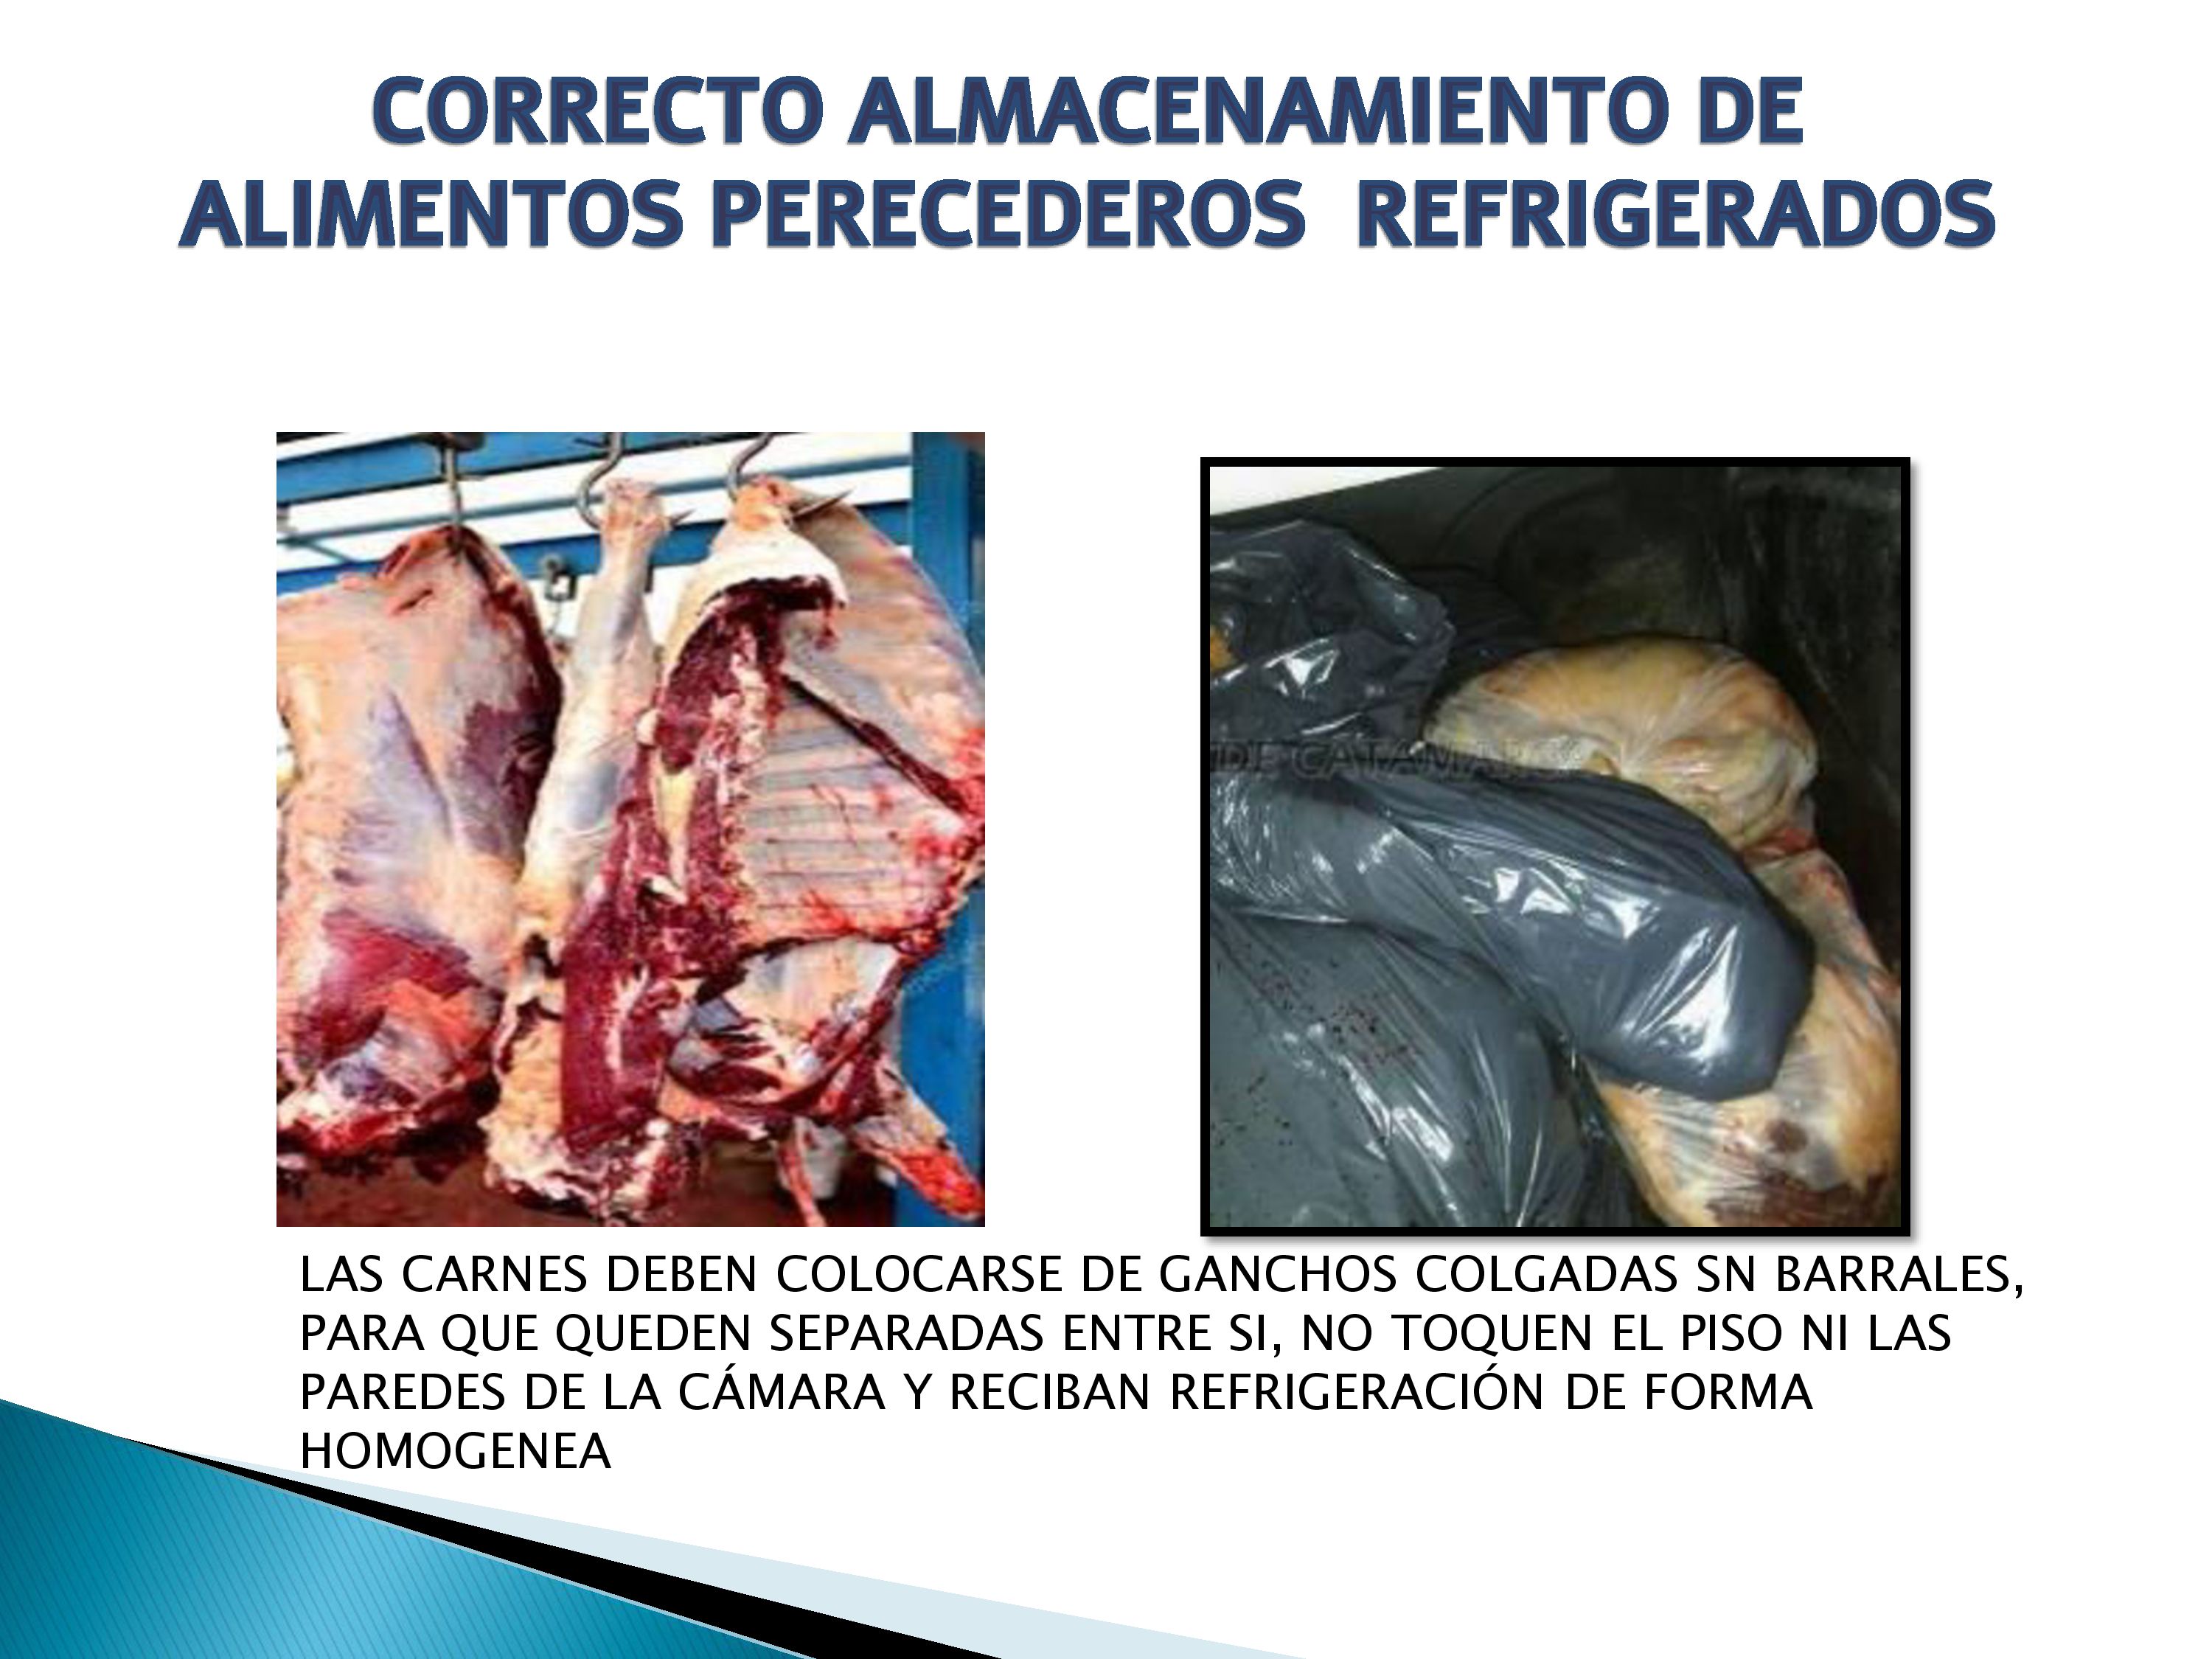 CORRECTO ALMACENAMIENTO DE
ALIMENTOS PERECEDEROS REFRIGERADOS
DE CATAMARCA
LAS CARNES DEBEN COLOCARSE DE GANCHOS COLGADAS SN BARRALES,
PARA QUE QUEDEN SEPARADAS ENTRE SI, NO TOQUEN EL PISO NI LAS
PAREDES DE LA CÁMARA Y RECIBAN REFRIGERACIÓN DE FORMA
HOMOGENEA